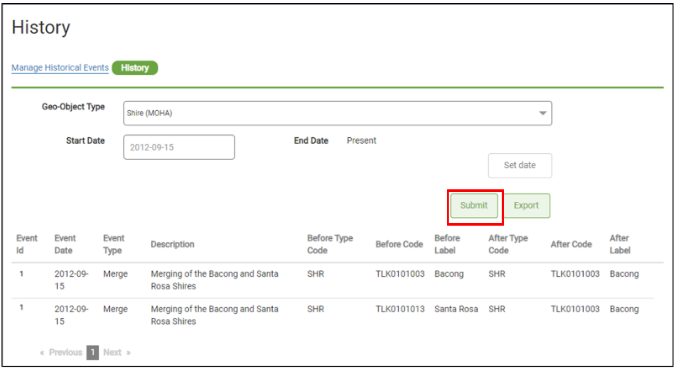 History
Manage Historical Events History
Geo-Object Type Shire (MOHA)
Start Date 2012-09-15 End Date Present
Set date
Submit Export
Event Id Event Date Event Type Description Before Type Code Before Code Before Label After Type Code After Code After Label
1 2012-09-15 Merge Merging of the Bacong and Santa Rosa Shires SHR TLK0101003 Bacong SHR TLK0101003 Bacong
1 2012-09-15 Merge Merging of the Bacong and Santa Rosa Shires SHR TLK0101013 Santa Rosa SHR TLK0101003 Bacong
« Previous 1 Next »